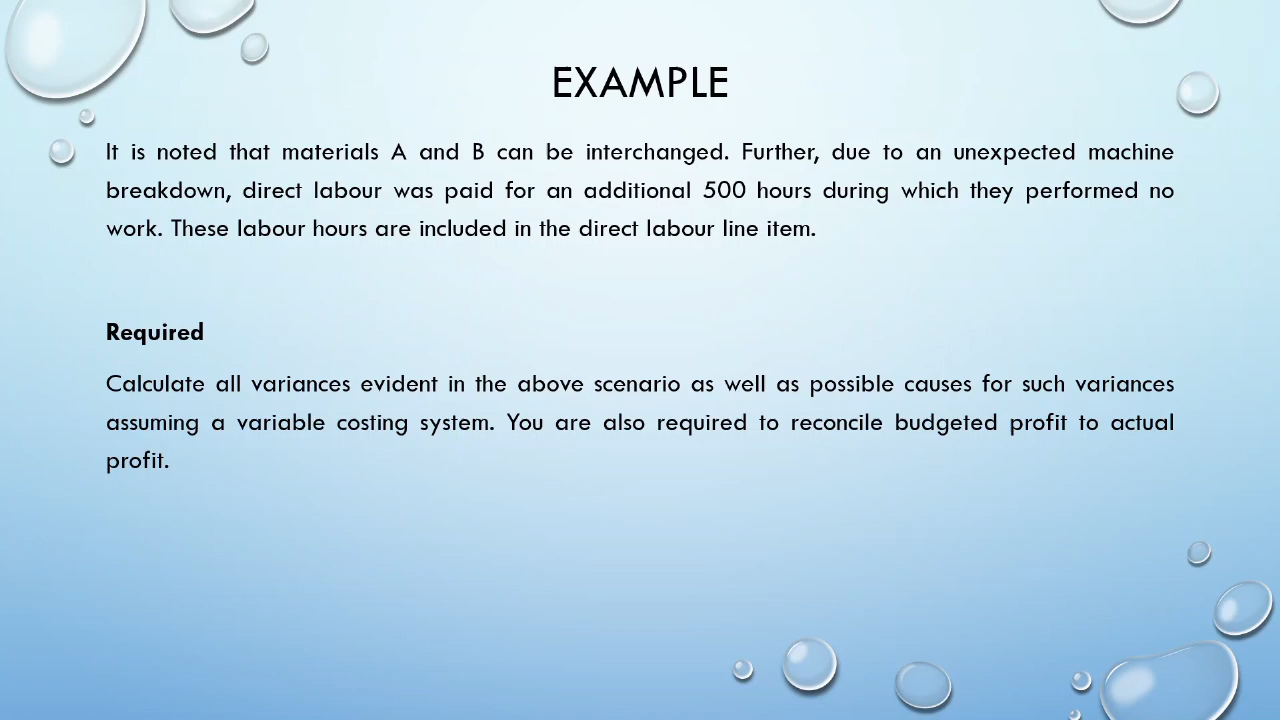 EXAMPLE
It is noted that materials A and B can be interchanged. Further, due to an unexpected machine
breakdown, direct labour was paid for an additional 500 hours during which they performed no
work. These labour hours are included in the direct labour line item.
Required
Calculate all variances evident in the above scenario as well as possible causes for such variances
assuming a variable costing system. You are also required to reconcile budgeted profit to actual
profit.